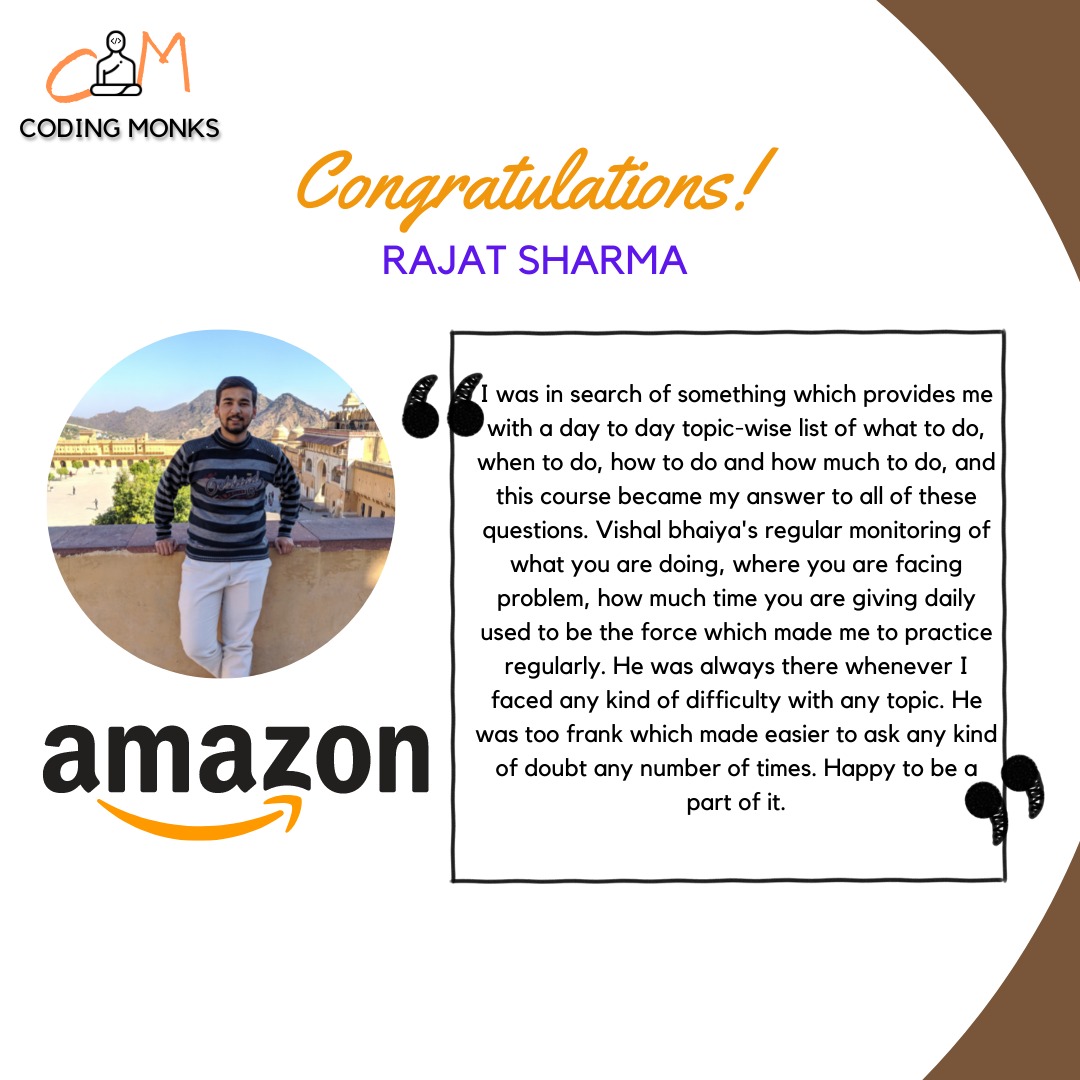 CM
CODING MONKS
Congratulations!
RAJAT SHARMA
“I was in search of something which provides me
with a day to day topic-wise list of what to do,
when to do, how to do and how much to do, and
this course became my answer to all of these
questions. Vishal bhaiya's regular monitoring of
what you are doing, where you are facing
problem, how much time you are giving daily
used to be the force which made me to practice
regularly. He was always there whenever I
faced any kind of difficulty with any topic. He
was too frank which made easier to ask any kind
of doubt any number of times. Happy to be a
part of it.”
amazon